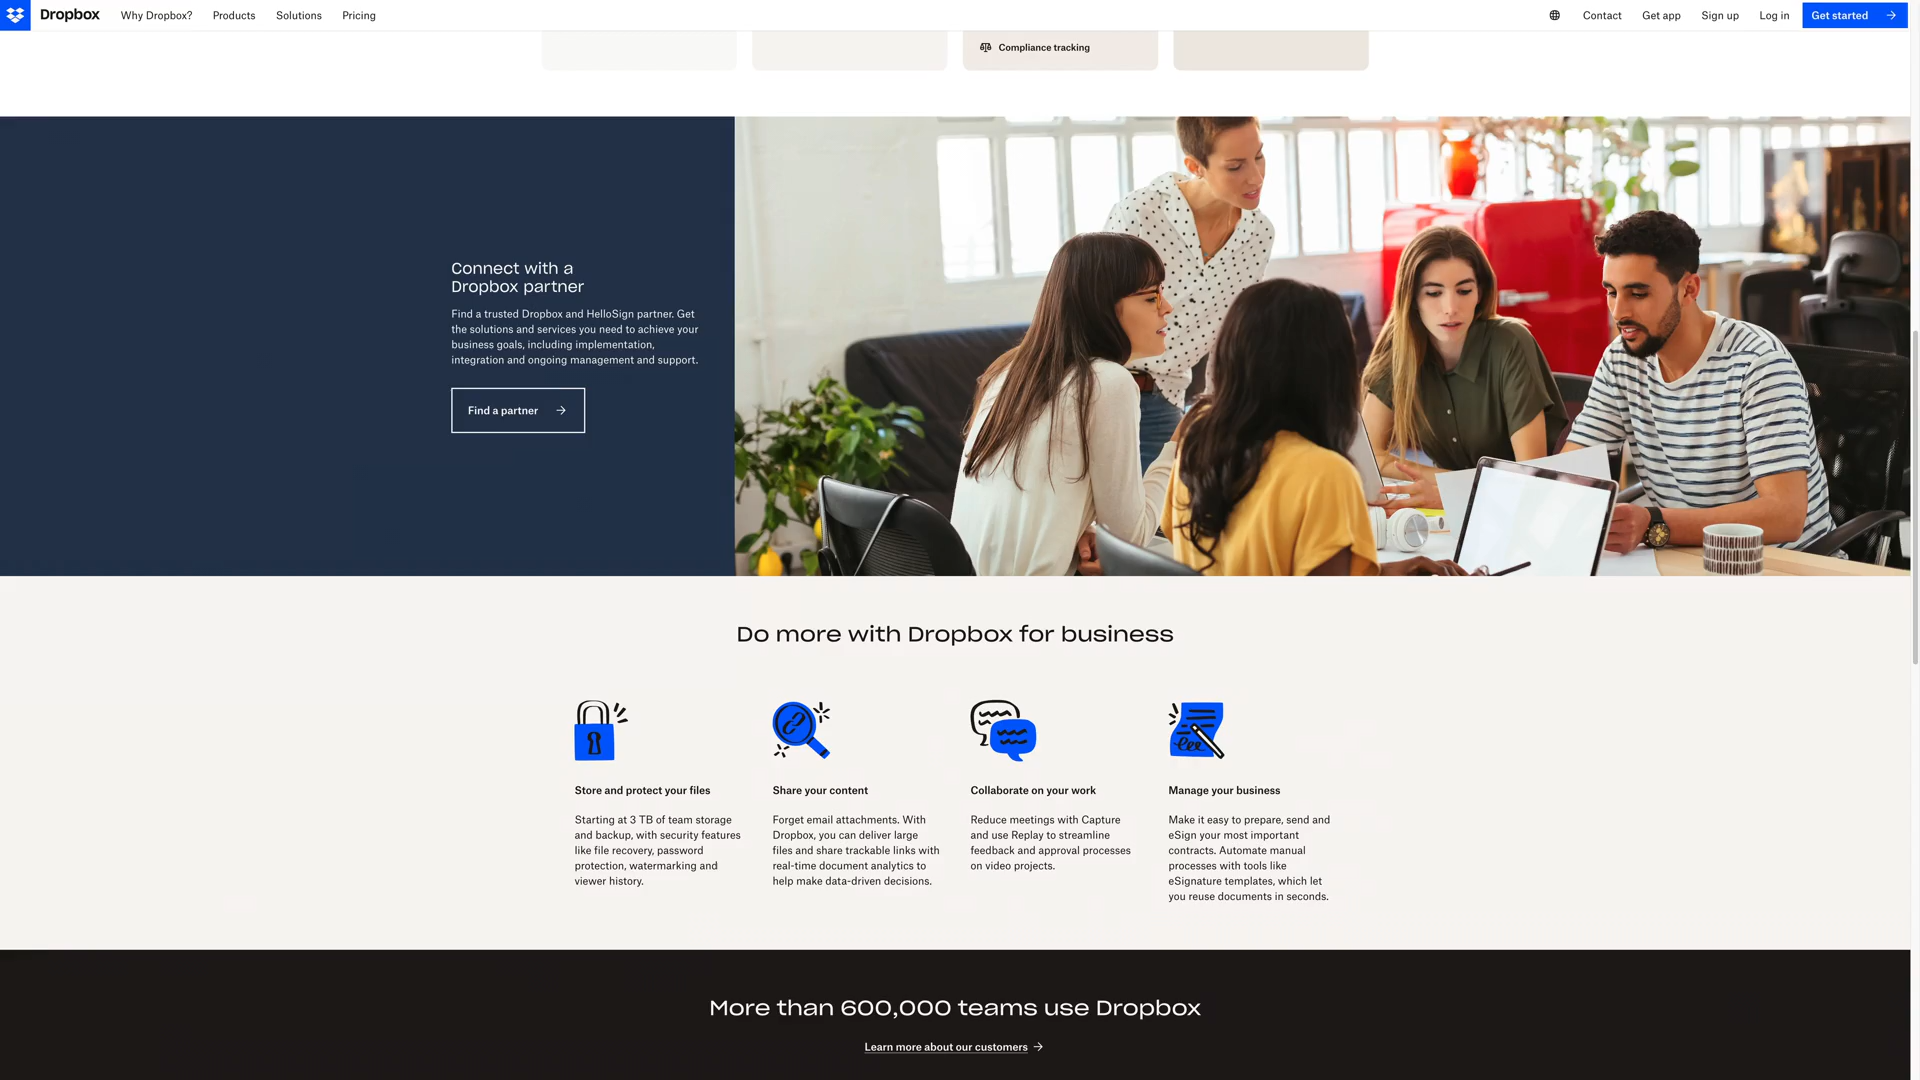 Dropbox
Why Dropbox?
Products
Solutions
Pricing
Contact
Get app
Sign up
Log in
Get started
Compliance tracking
Connect with a
Dropbox partner
Find a trusted Dropbox and HelloSign partner. Get
the solutions and services you need to achieve your
business goals, including implementation,
integration and ongoing management and support.
Find a partner
Do more with Dropbox for business
Store and protect your files
Starting at 3 TB of team storage
and backup, with security features
like file recovery, password
protection, watermarking and
viewer history.
Share your content
Forget email attachments. With
Dropbox, you can deliver large
files and share trackable links with
real-time document analytics to
help make data-driven decisions.
Collaborate on your work
Reduce meetings with Capture
and use Replay to streamline
feedback and approval processes
on video projects.
Manage your business
Make it easy to prepare, send and
eSign your most important
contracts. Automate manual
processes with tools like
eSignature templates, which let
you reuse documents in seconds.
More than 600,000 teams use Dropbox
Learn more about our customers